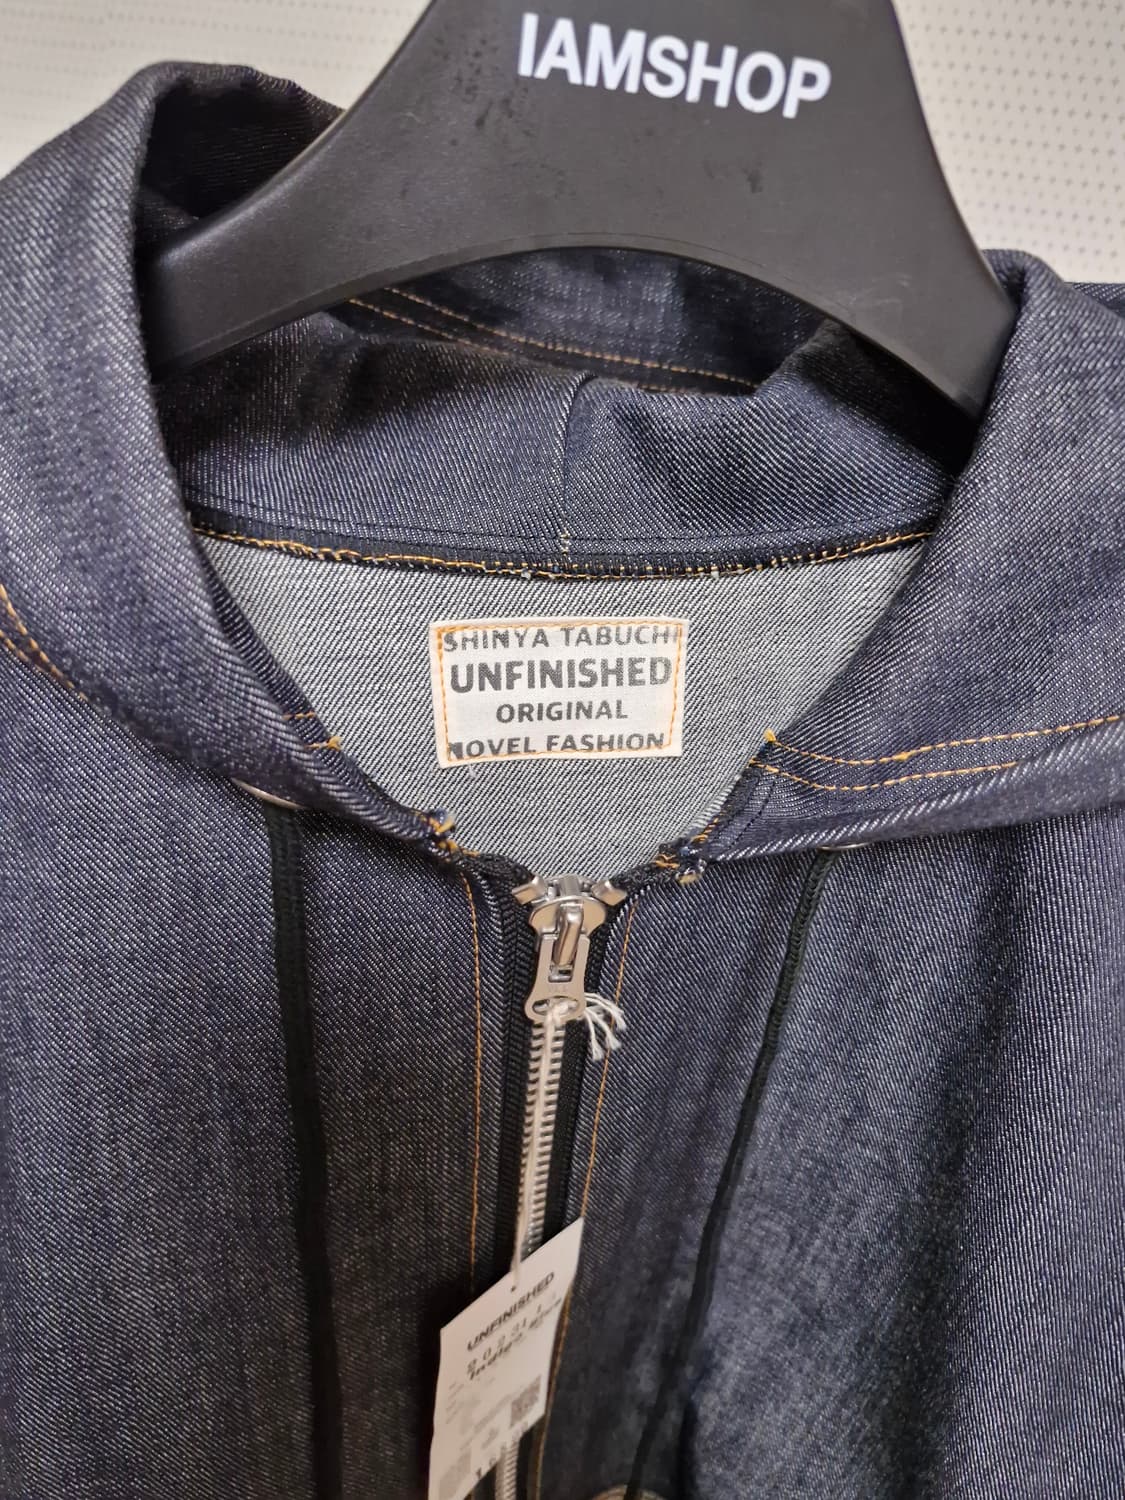 IAMSHOP
SHINYA TABUCHI
UNFINISHED
ORIGINAL
NOVEL FASHION
UNFINISHED